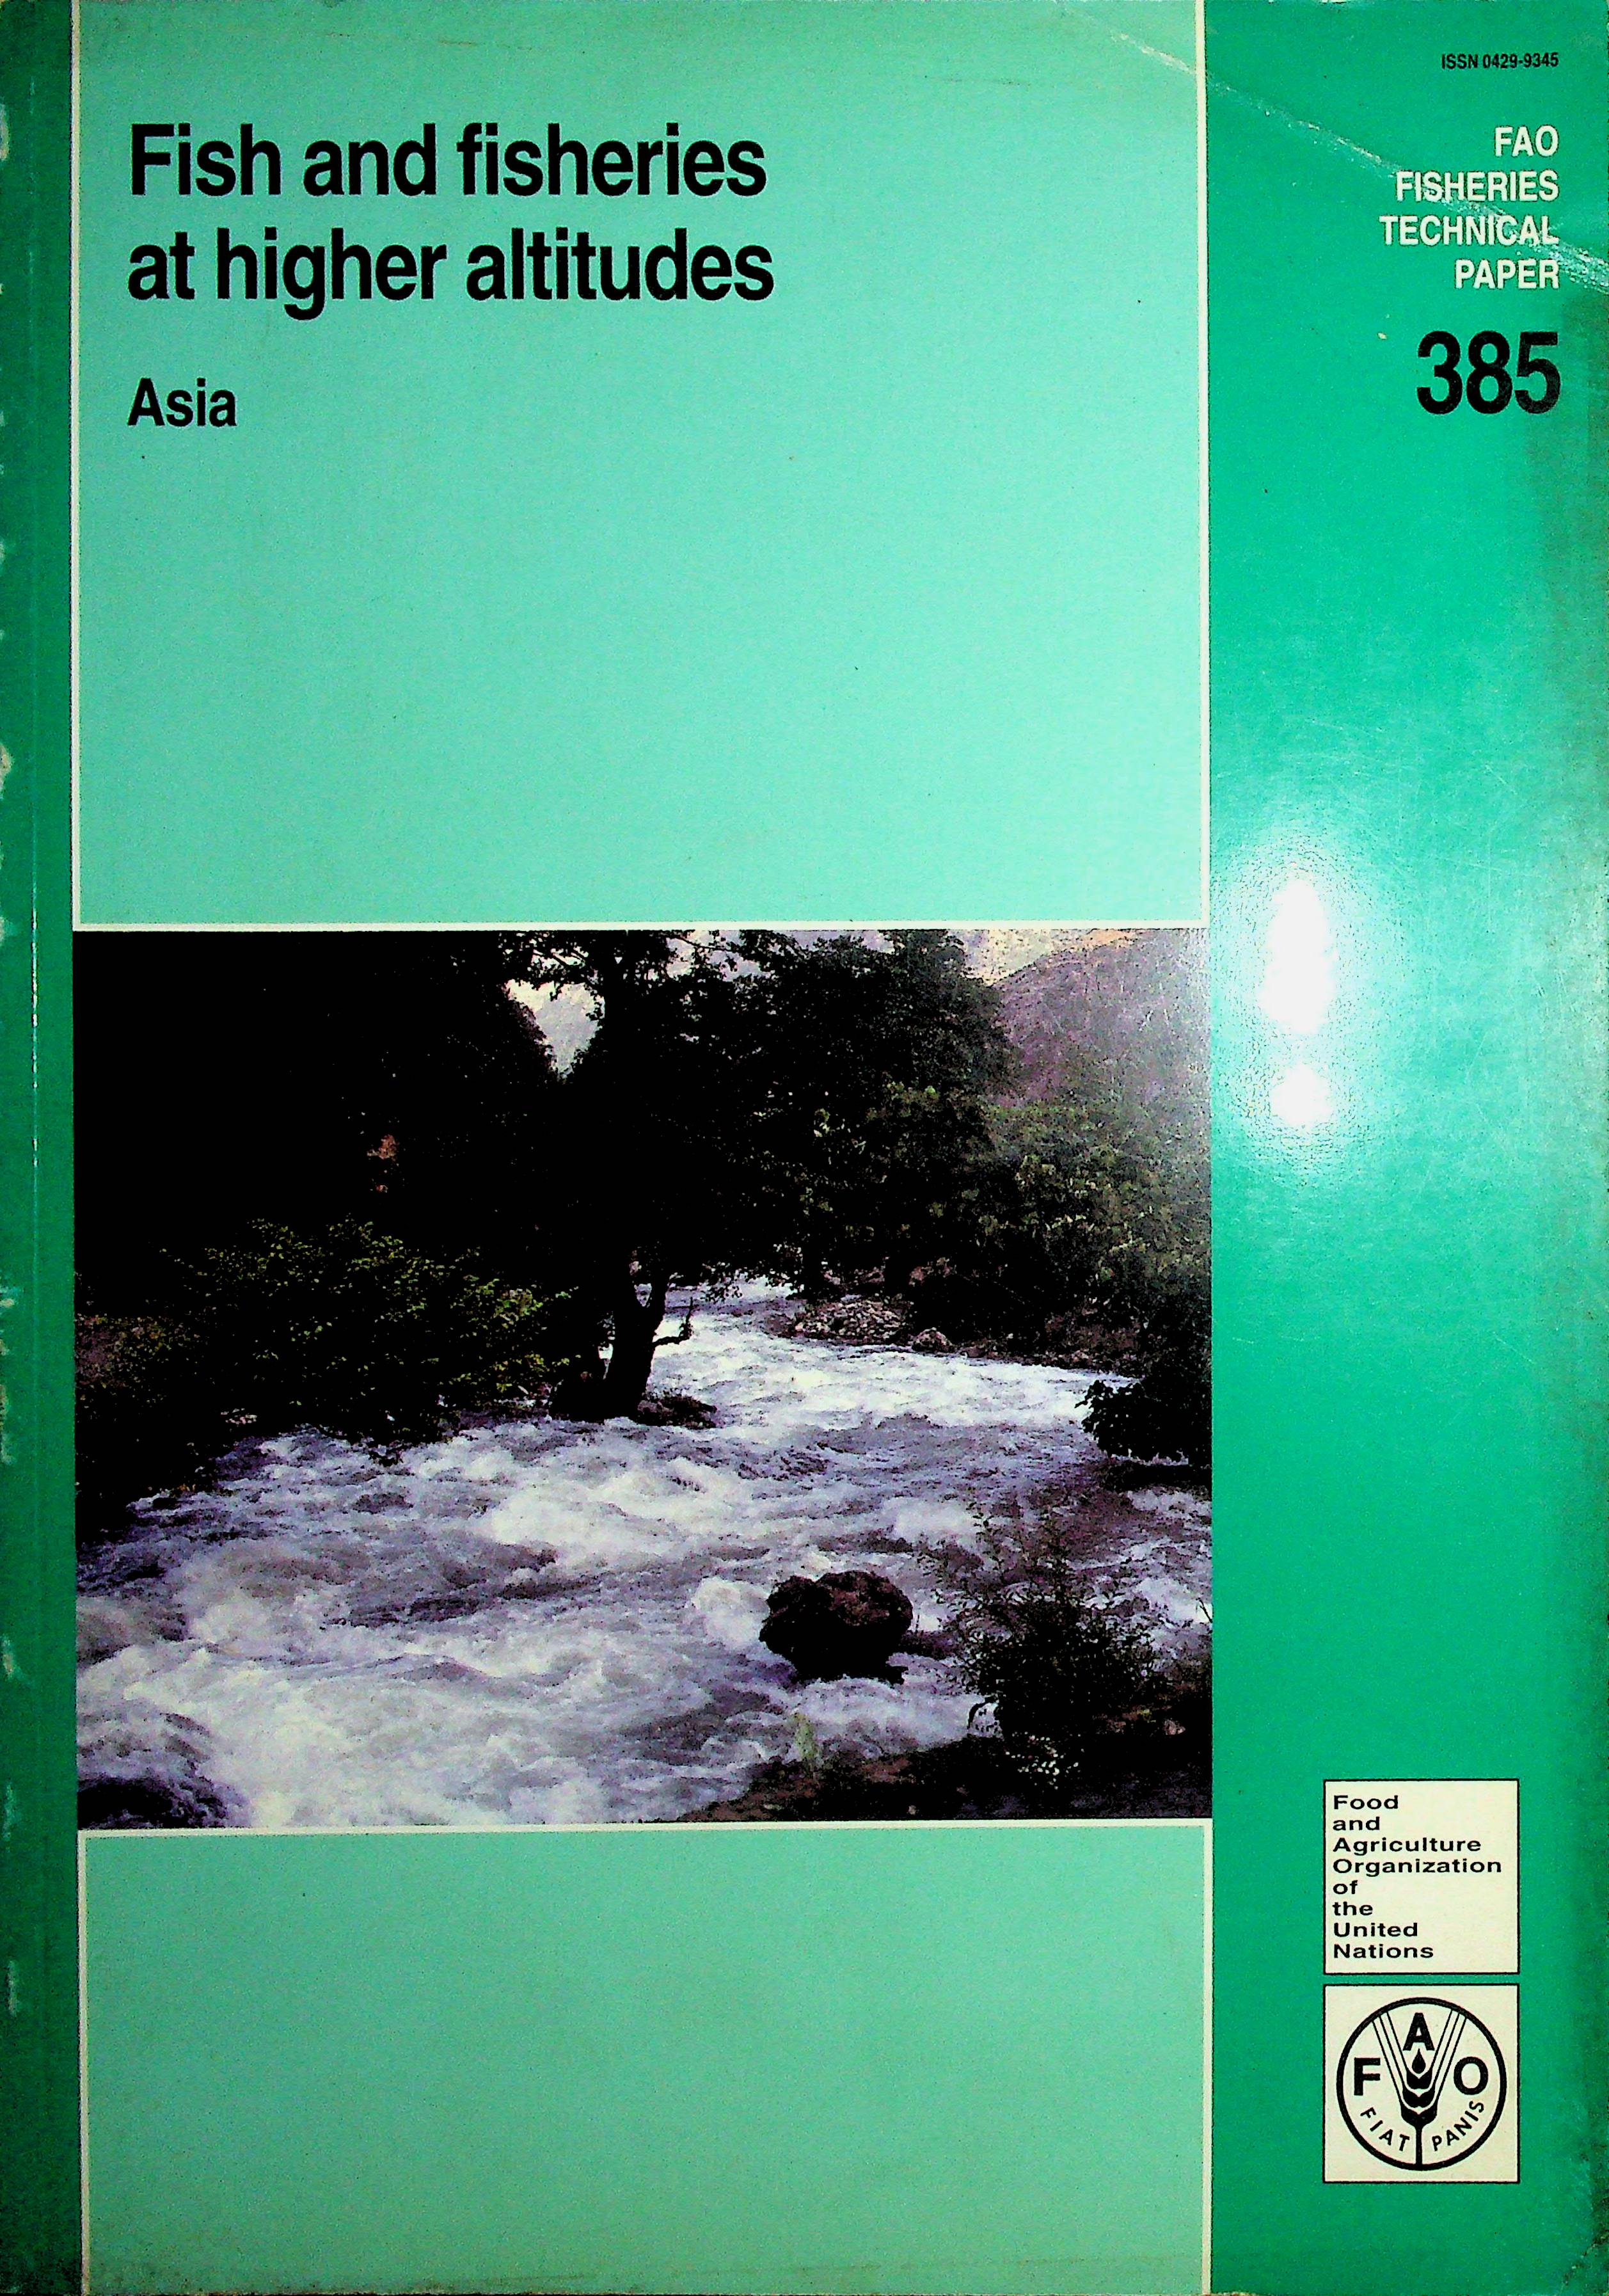 ISSN 0429-9345
Fish and fisheries
at higher altitudes
Asia
FAO
FISHERIES
TECHNICAL
PAPER
385
Food
and
Agriculture
Organization
of
the
United
Nations
F A O
FIAT PANIS